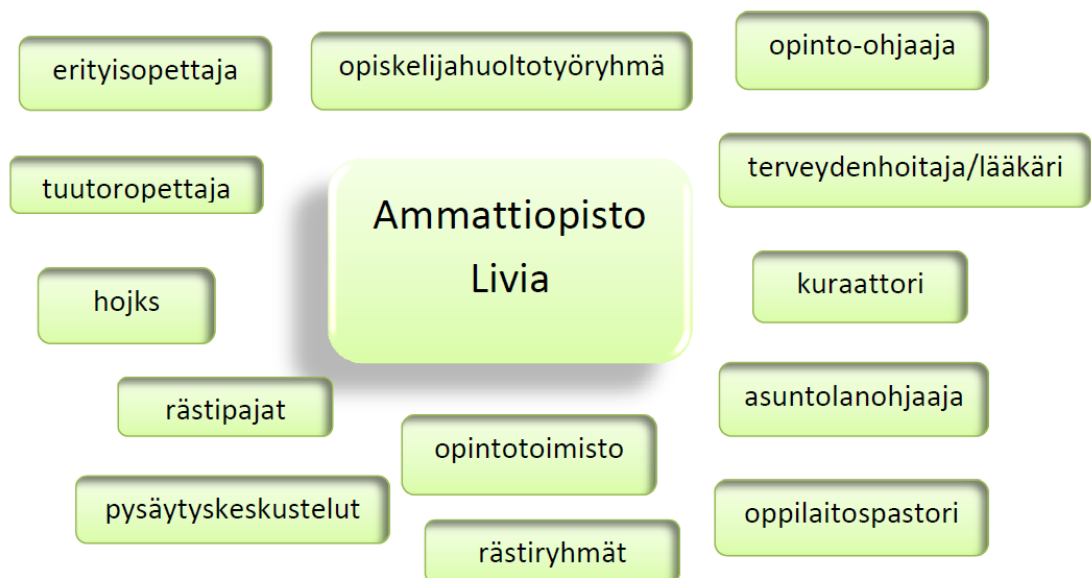 erityisopettaja
opiskelijahuoltotyöryhmä
opinto-ohjaaja
tuutoropettaja
terveydenhoitaja/lääkäri
Ammattiopisto
Livia
hojks
kuraattori
rästipajat
asuntolanohjaaja
opintotoimisto
pysäytyskeskustelut
oppilaitospastori
rästiryhmät